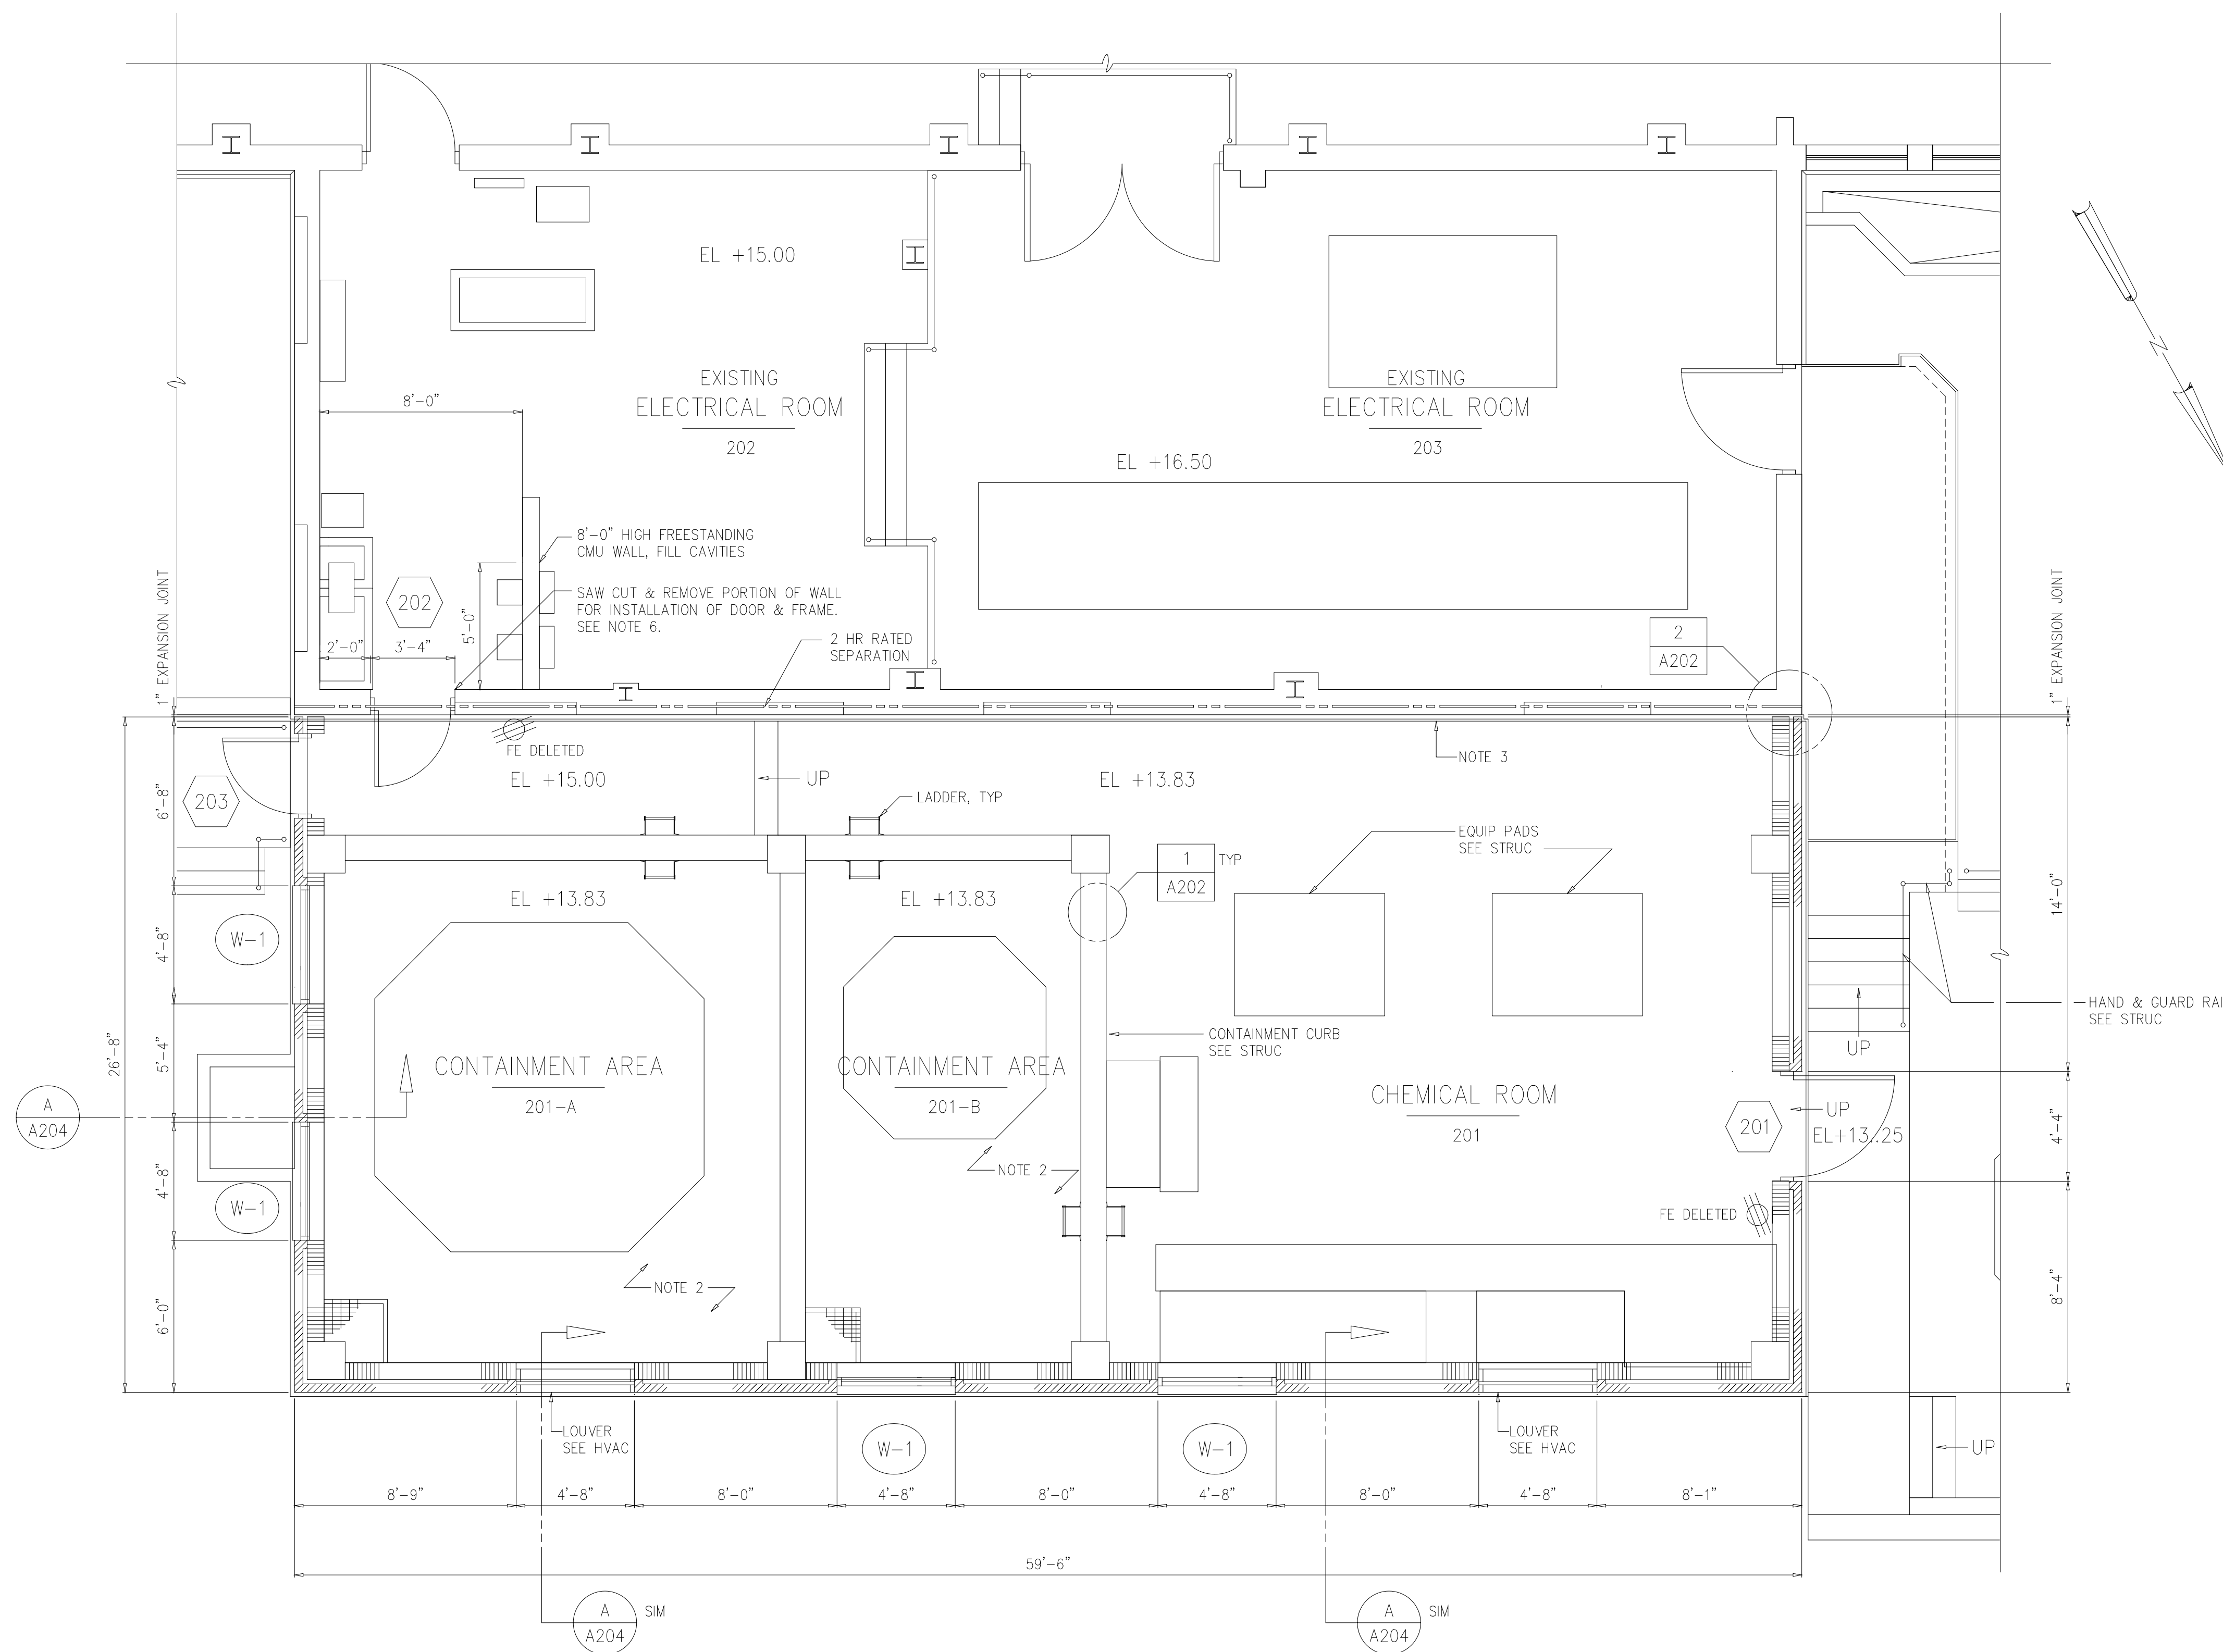 N
EL +15.00
EXISTING
ELECTRICAL ROOM
202
EXISTING
ELECTRICAL ROOM
203
8'-0"
EL +16.50
8'-0" HIGH FREESTANDING
CMU WALL, FILL CAVITIES
SAW CUT & REMOVE PORTION OF WALL
FOR INSTALLATION OF DOOR & FRAME.
SEE NOTE 6.
202
5'-0"
2'-0"
3'-4"
2 HR RATED
SEPARATION
2
A202
1" EXPANSION JOINT
1" EXPANSION JOINT
FE DELETED
NOTE 3
EL +15.00
UP
EL +13.83
203
6'-8"
LADDER, TYP
EQUIP PADS
SEE STRUC
1
A202
TYP
EL +13.83
EL +13.83
W-1
4'-8"
14'-0"
HAND & GUARD RAI
SEE STRUC
CONTAINMENT CURB
SEE STRUC
UP
26'-8"
5'-4"
CONTAINMENT AREA
201-A
CONTAINMENT AREA
201-B
CHEMICAL ROOM
201
A
A204
201
UP
EL+13..25
4'-4"
NOTE 2
4'-8"
W-1
FE DELETED
NOTE 2
6'-0"
8'-4"
LOUVER
SEE HVAC
W-1
W-1
LOUVER
SEE HVAC
UP
8'-9"
4'-8"
8'-0"
4'-8"
8'-0"
4'-8"
8'-0"
4'-8"
8'-1"
59'-6"
A
A204
SIM
A
A204
SIM